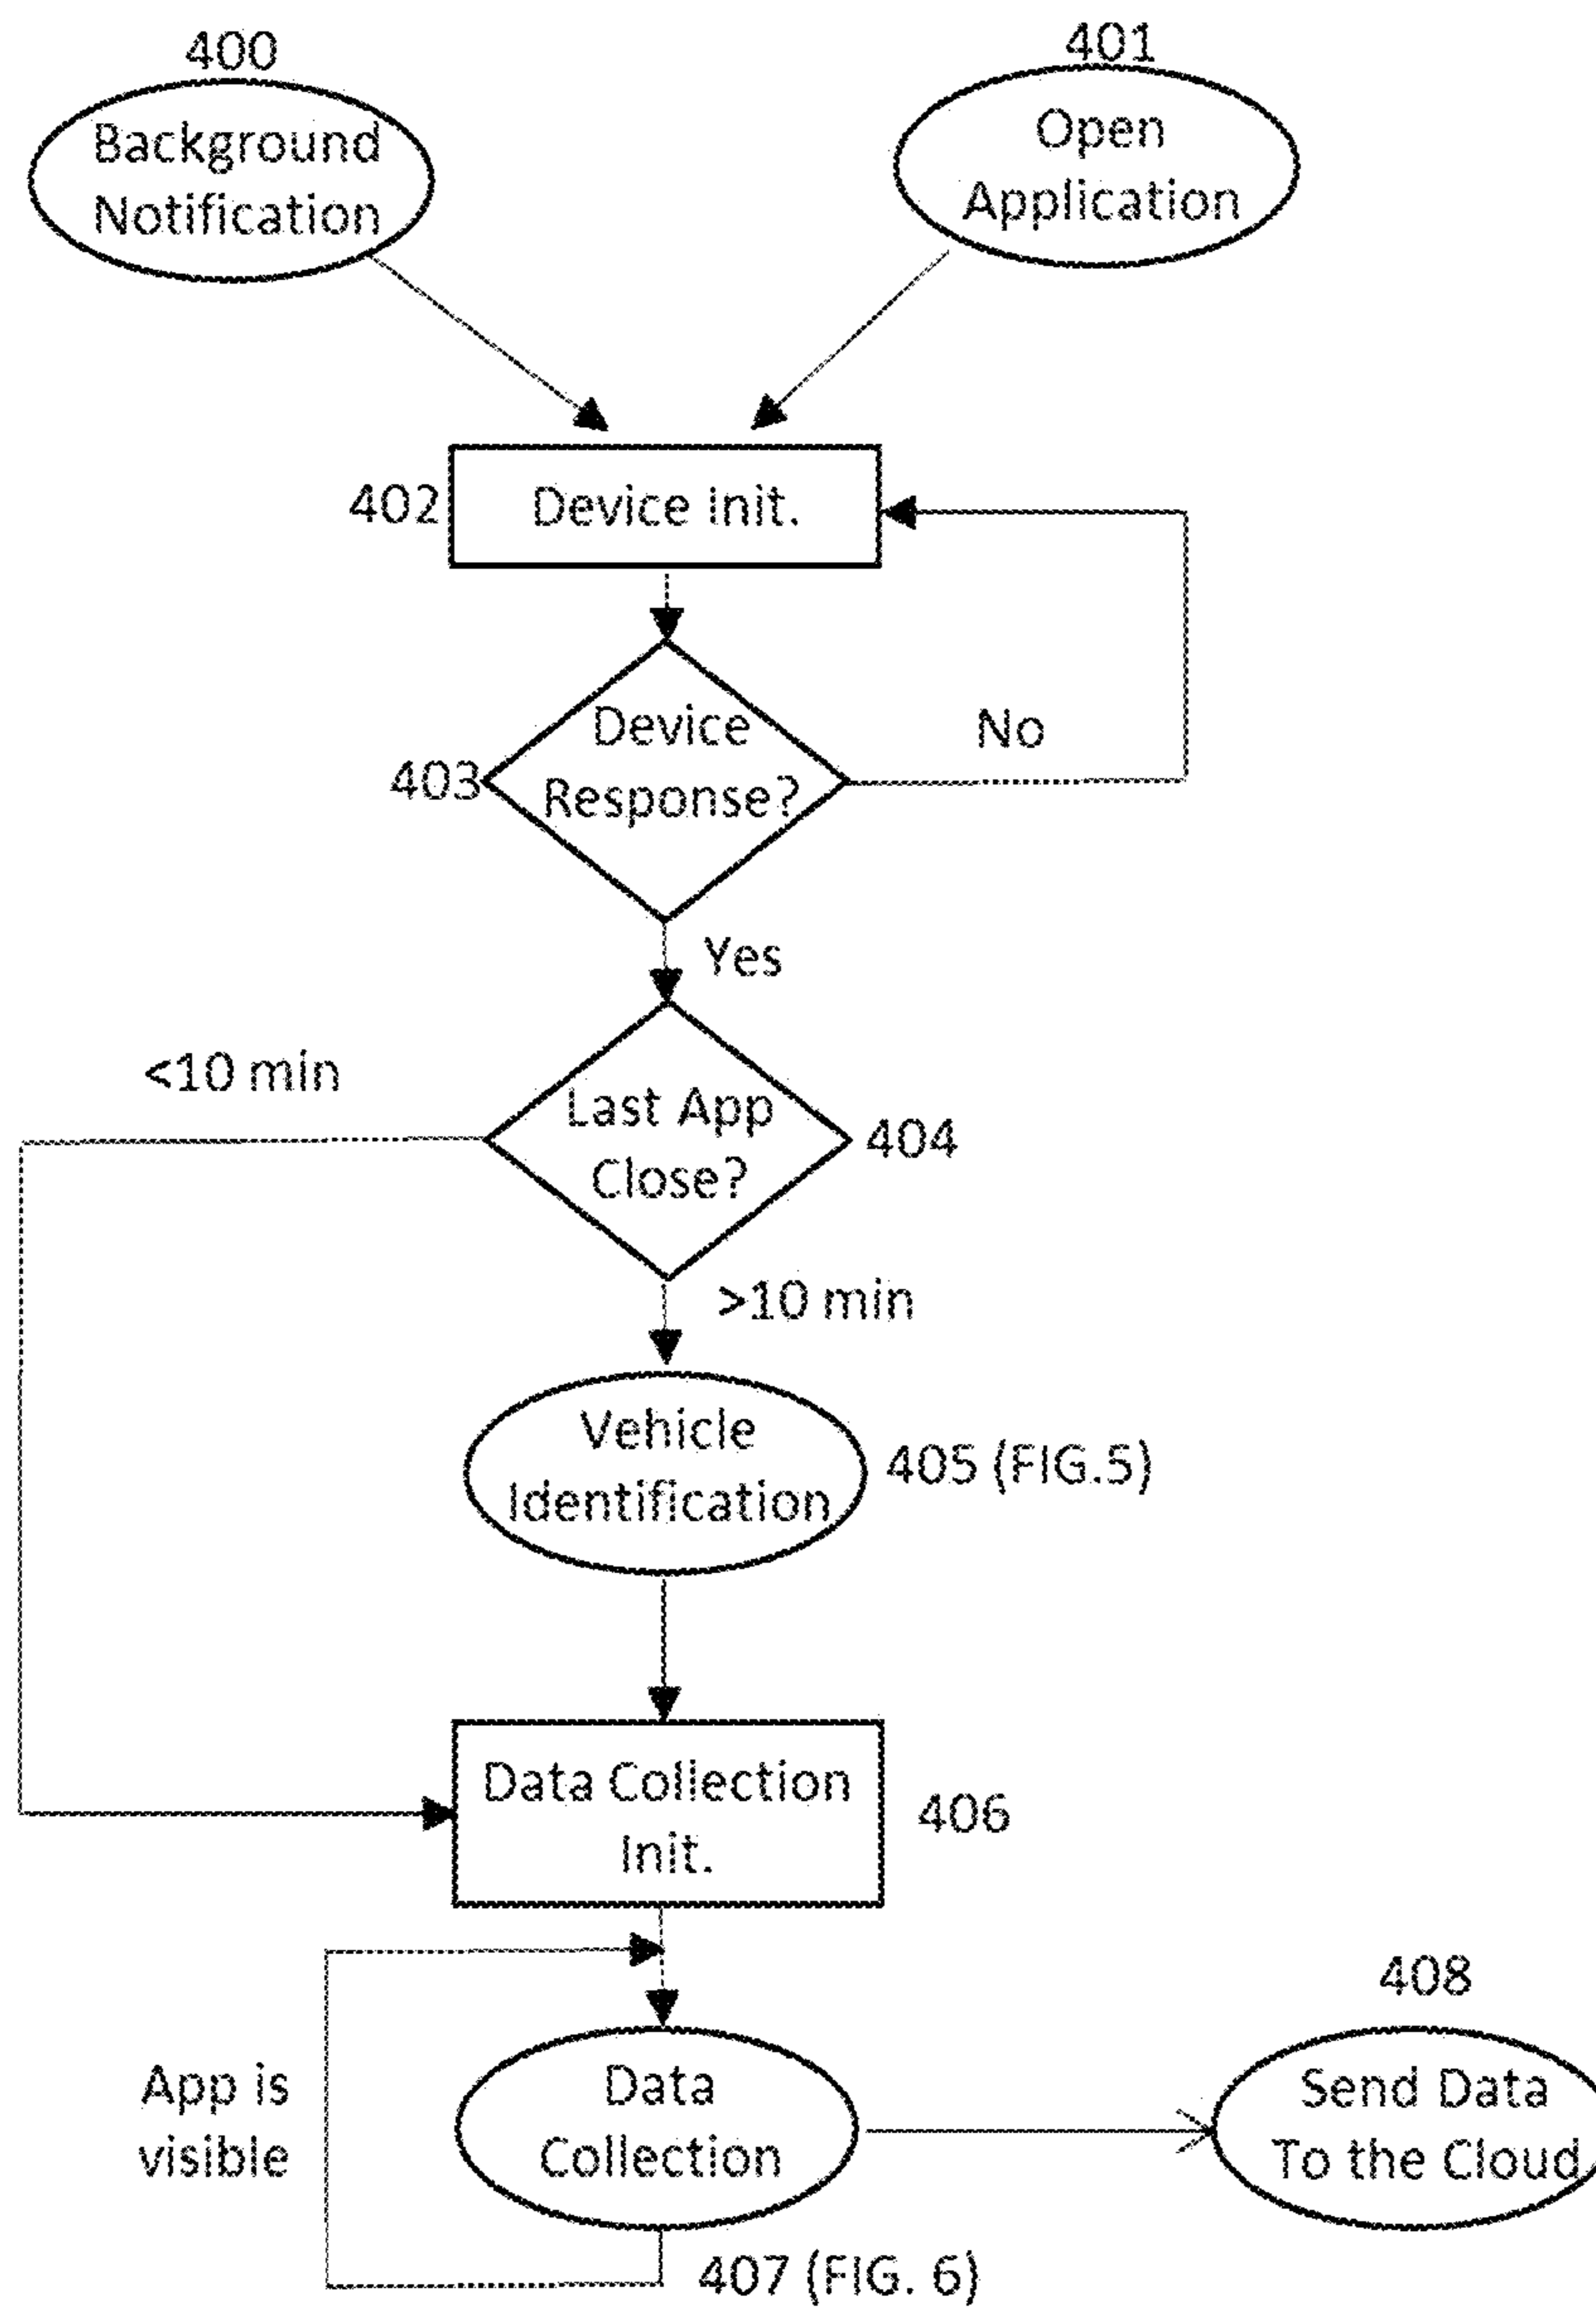 400
Background
Notification
401
Open
Application
402
Device Init.
403
Device
Response?
No
Yes
<10 min
Last App
Close?
404
>10 min
Vehicle
Identification
405 (FIG.5)
Data Collection
Init.
406
App is
visible
Data
Collection
407 (FIG. 6)
408
Send Data
To the Cloud